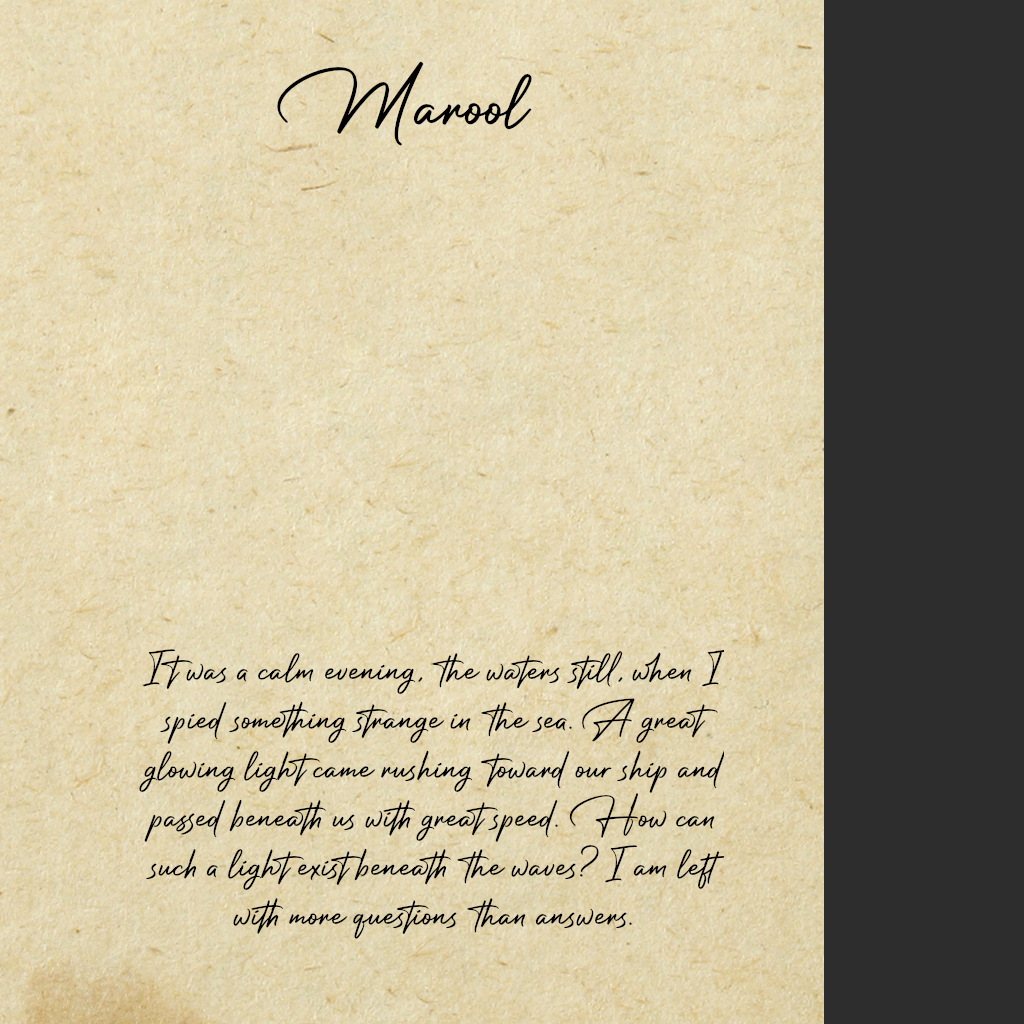 Marool
It was a calm evening, the waters still, when I
spied something strange in the sea. A great
glowing light came rushing toward our ship and
passed beneath us with great speed. How can
such a light exist beneath the waves? I am left
with more questions than answers.